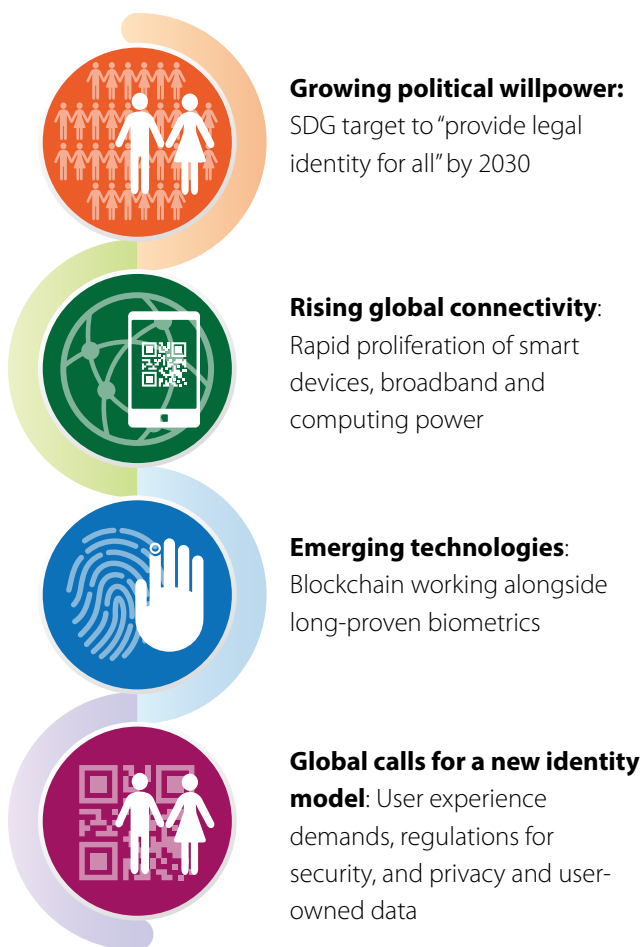 Growing political willpower:
SDG target to “provide legal
identity for all” by 2030
Rising global connectivity:
Rapid proliferation of smart
devices, broadband and
computing power
Emerging technologies:
Blockchain working alongside
long-proven biometrics
Global calls for a new identity
model: User experience
demands, regulations for
security, and privacy and user-
owned data